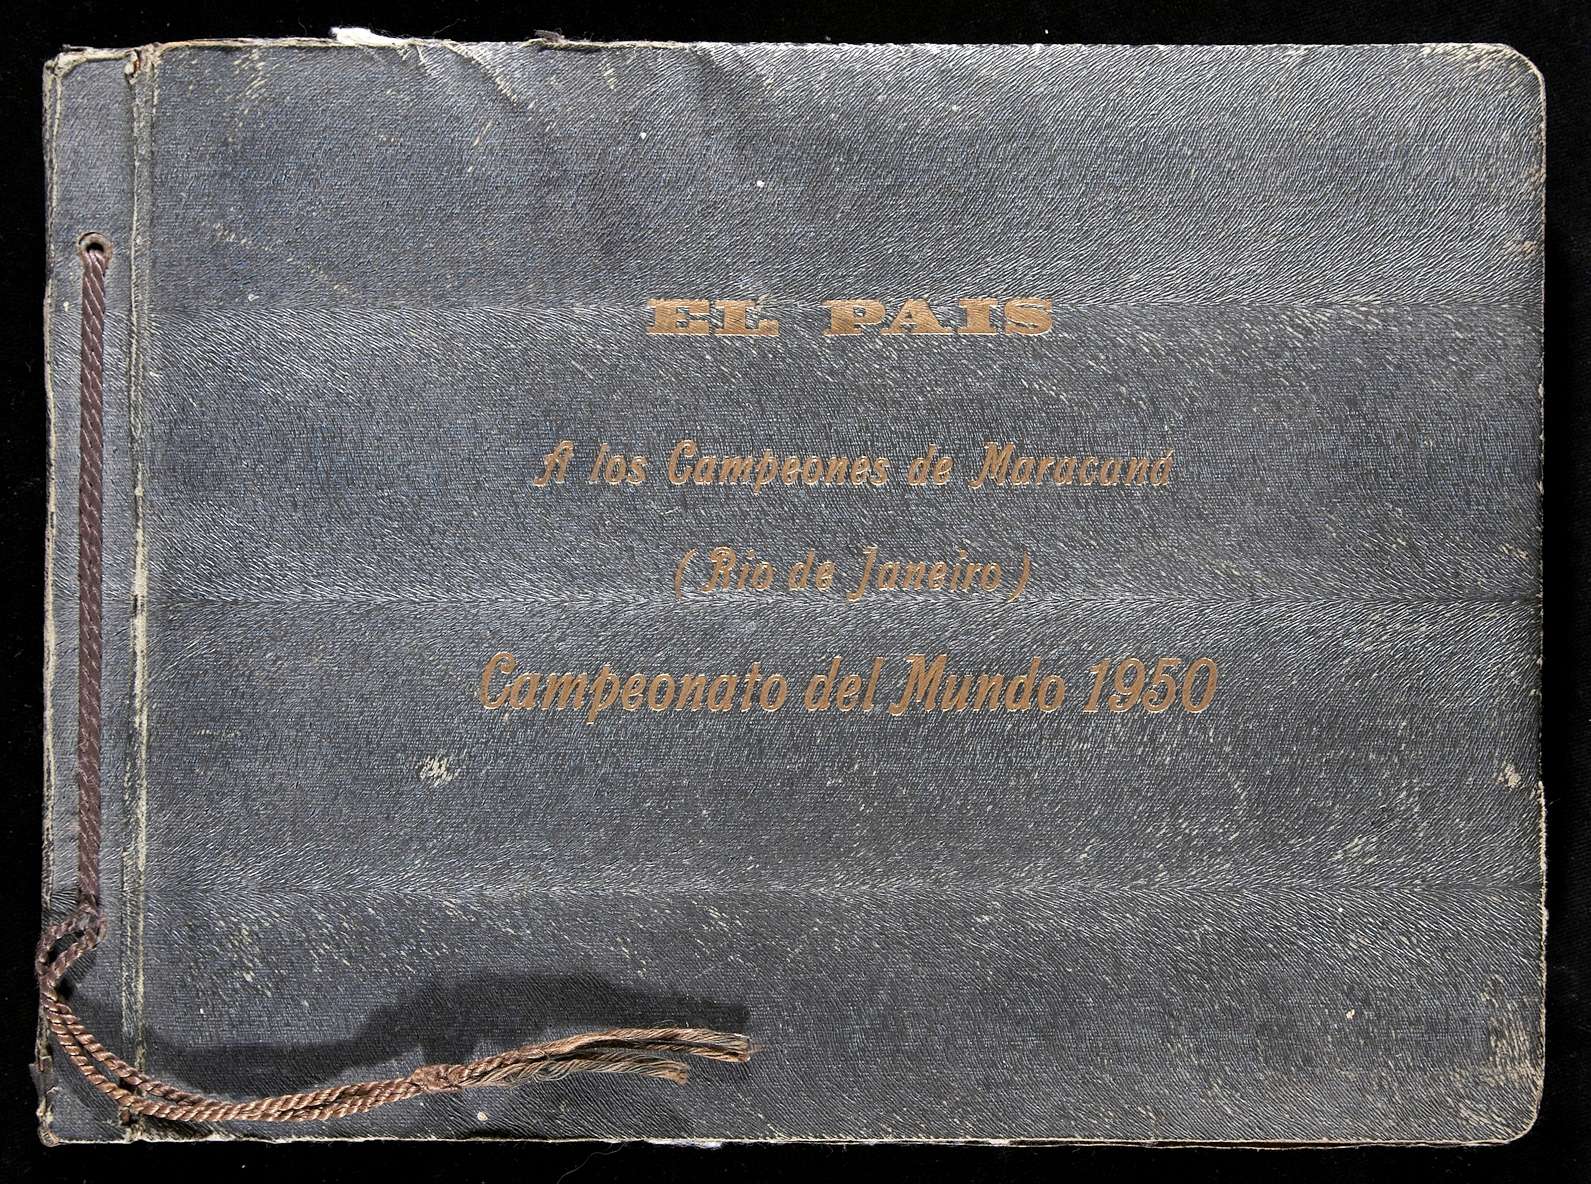 EL PAIS
A los Campeones de Maracaná
(Rio de Janeiro)
Campeonato del Mundo 1950